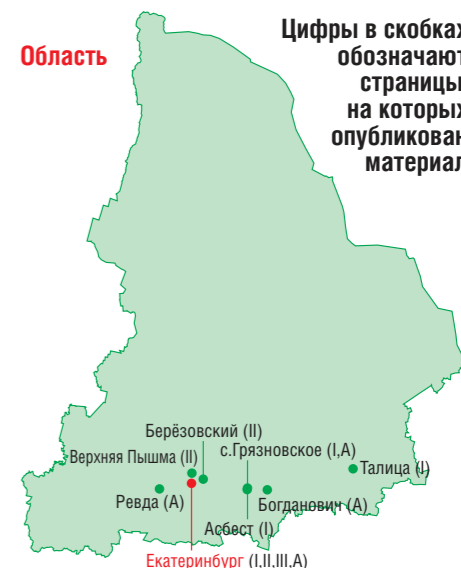 Область
Цифры в скобках
обозначают
страницы,
на которых
опубликован
материал
Берёзовский (II)
с.Грязновское (I,А)
Верхняя Пышма (II)
Талица (I)
Ревда (А)
Богданович (А)
Асбест (I)
Екатеринбург (I,II,III,А)